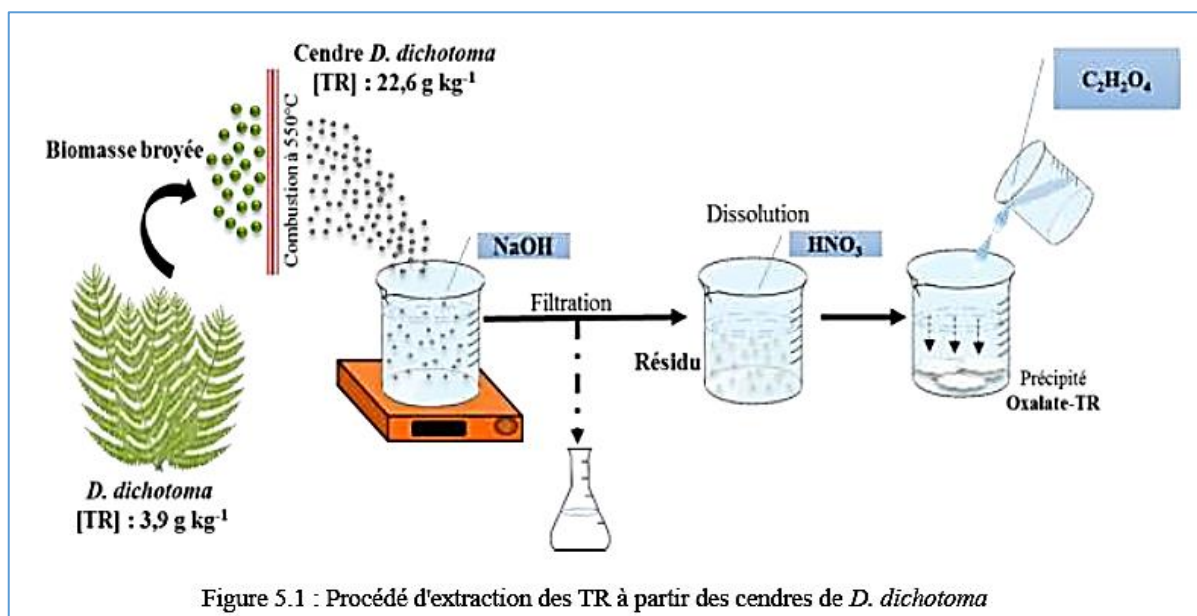 Cendre D. dichotoma
[TR] : 22,6 g kg⁻¹
Biomasse broyée
Combustion à 550°C
D. dichotoma
[TR] : 3,9 g kg⁻¹
NaOH
Filtration
Dissolution
HNO₃
Résidu
C₂H₂O₄
Précipité
Oxalate-TR
Figure 5.1 : Procédé d'extraction des TR à partir des cendres de D. dichotoma